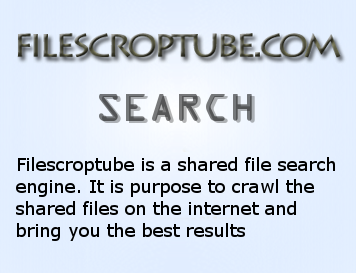 FILESCROPTUBE.COM
SEARCH
Filescroptube is a shared file search
engine. It is purpose to crawl the
shared files on the internet and
bring you the best results